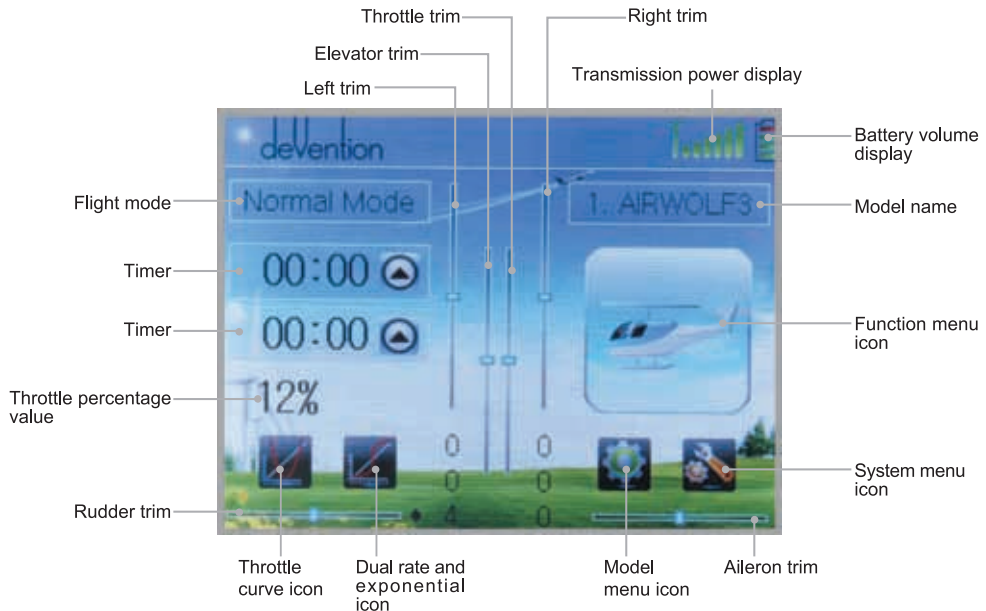 Throttle trim
Right trim
Elevator trim
Transmission power display
Left trim
deVention
Battery volume
display
Flight mode
Normal Mode
1. AIRWOLF3
Model name
Timer
00:00
Timer
00:00
Function menu
icon
Throttle percentage
value
12%
0
0
System menu
icon
0
0
Rudder trim
4
0
Throttle
curve icon
Dual rate and
exponential
icon
Model
menu icon
Aileron trim